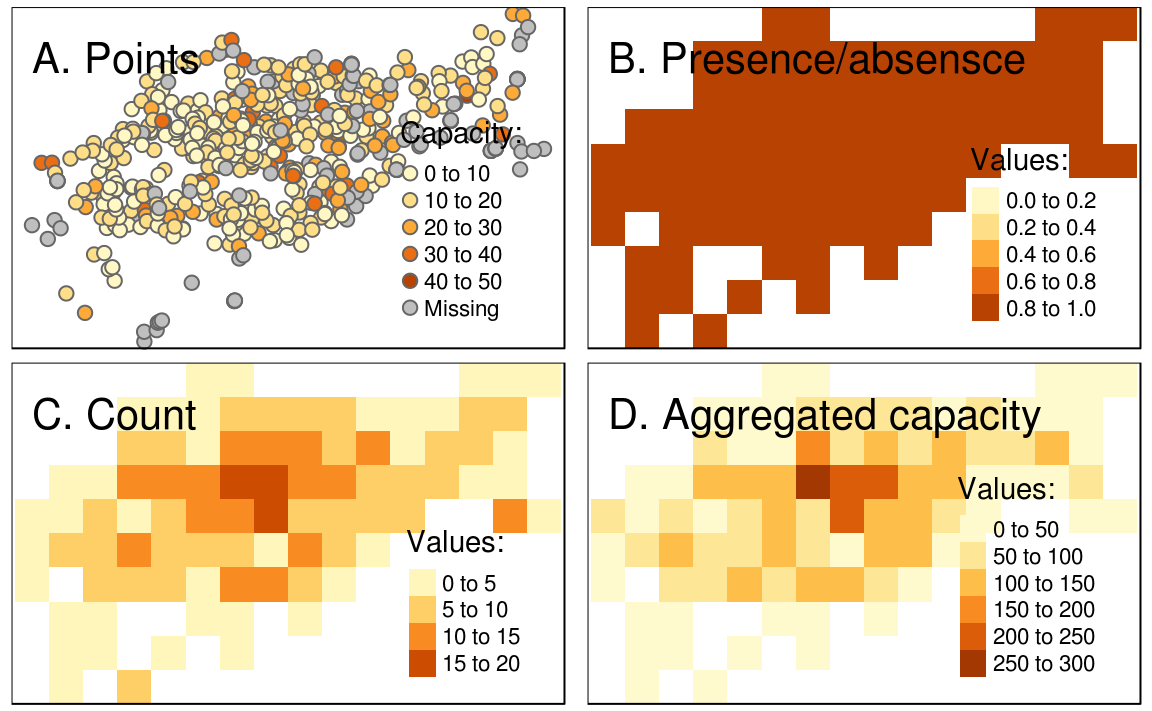 A. Points
Capacity:
0 to 10
10 to 20
20 to 30
30 to 40
40 to 50
Missing
B. Presence/absensce
Values:
0.0 to 0.2
0.2 to 0.4
0.4 to 0.6
0.6 to 0.8
0.8 to 1.0
C. Count
Values:
0 to 5
5 to 10
10 to 15
15 to 20
D. Aggregated capacity
Values:
0 to 50
50 to 100
100 to 150
150 to 200
200 to 250
250 to 300